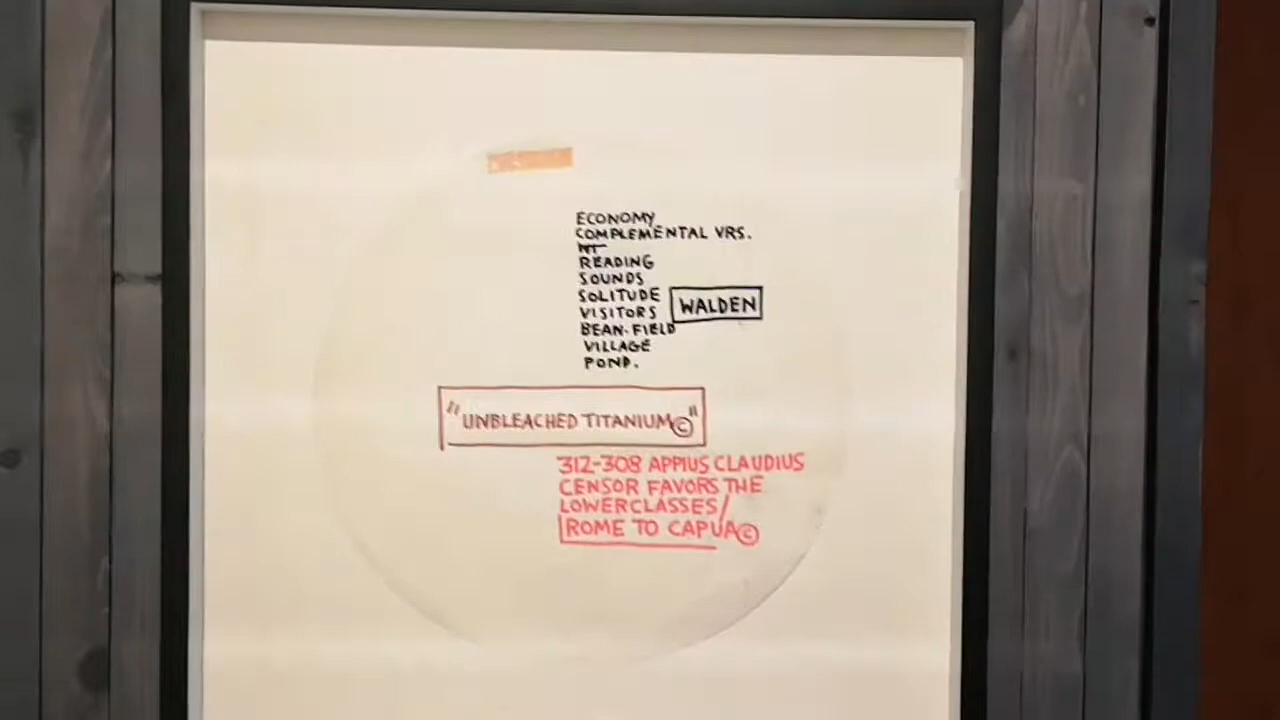 ECONOMY
COMPLEMENTAL VRS.
READING
SOUNDS
SOLITUDE
VISITORS
WALDEN
BEAN-FIELD
VILLAGE
POND.
"UNBLEACHED TITANIUM©"
312-308 APPIUS CLAUDIUS
CENSOR FAVORS THE
LOWERCLASSES/
ROME TO CAPUA©